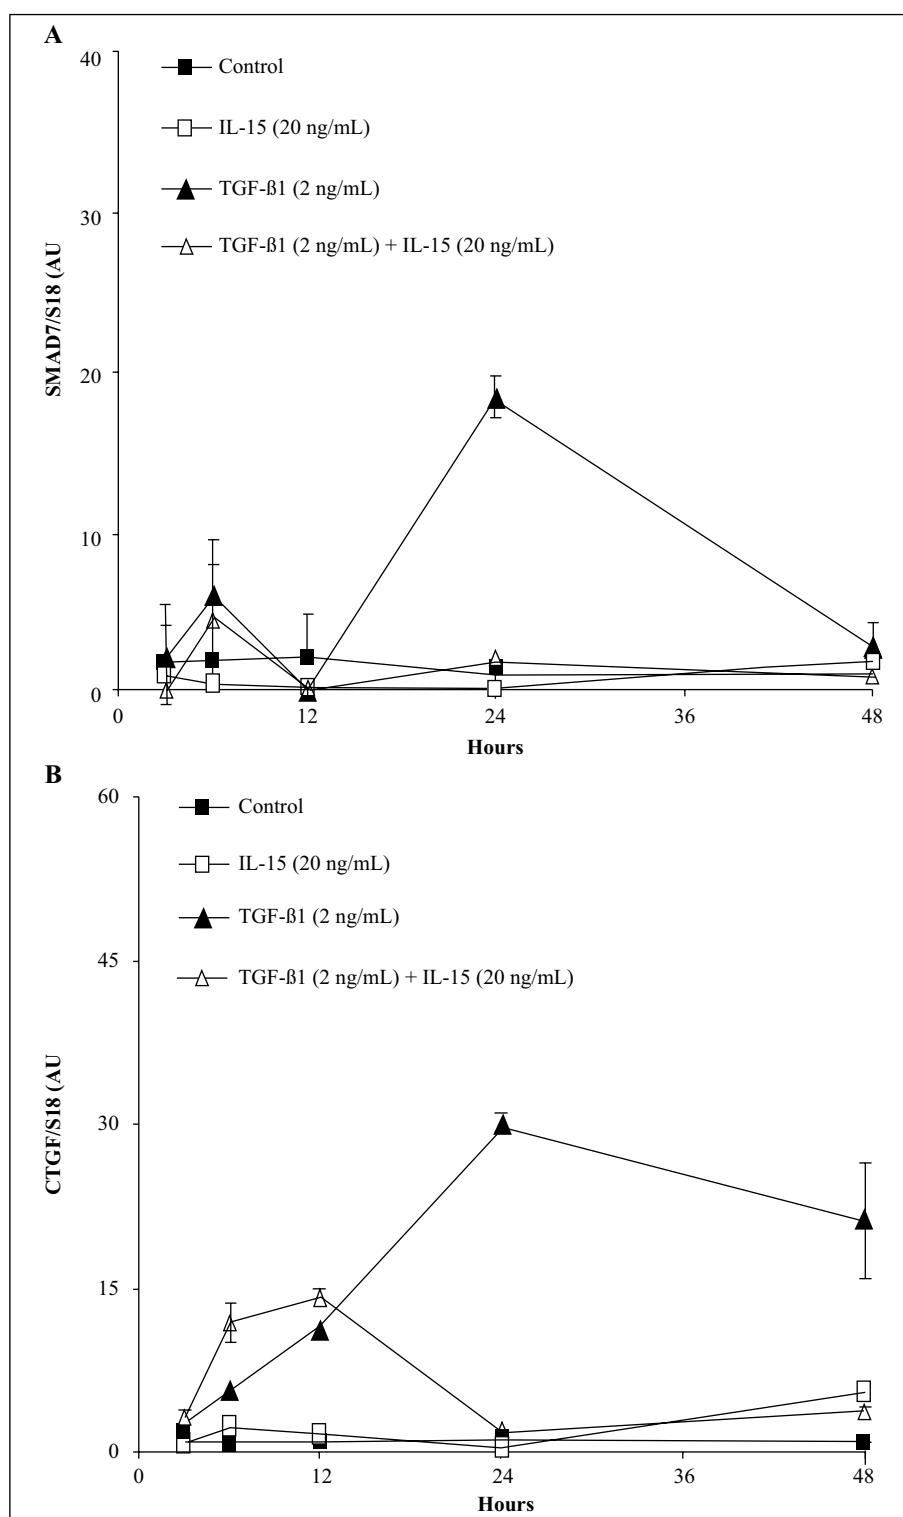 A
40
Control
IL-15 (20 ng/mL)
TGF-ß1 (2 ng/mL)
30
TGF-ß1 (2 ng/mL) + IL-15 (20 ng/mL)
SMAD7/S18 (AU
20
10
0
0 12 24 36 48
Hours
B
60
Control
IL-15 (20 ng/mL)
TGF-ß1 (2 ng/mL)
45
TGF-ß1 (2 ng/mL) + IL-15 (20 ng/mL)
CTGF/S18 (AU
30
15
0
0 12 24 36 48
Hours